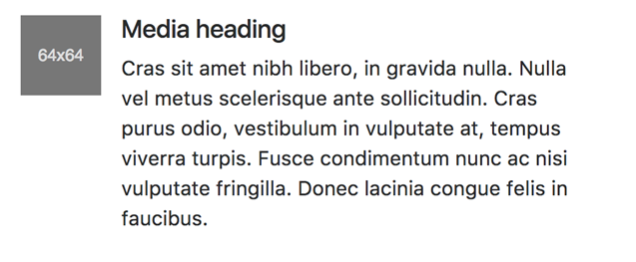 64x64
Media heading
Cras sit amet nibh libero, in gravida nulla. Nulla
vel metus scelerisque ante sollicitudin. Cras
purus odio, vestibulum in vulputate at, tempus
viverra turpis. Fusce condimentum nunc ac nisi
vulputate fringilla. Donec lacinia congue felis in
faucibus.